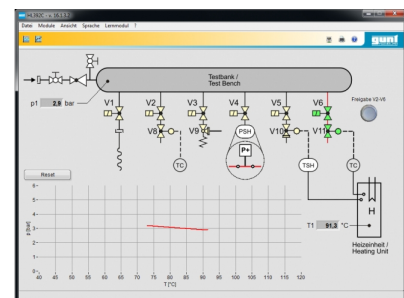 Datei Module Ansicht Sprache Lernmodul ?
gunt
Testbank /
Test Bench
p1 2,9 bar
V1 V2 V3 V4 V5 V6
Freigabe V2-V6
V8 V9 PSH V10 V11
TC
P+
TSH TC
Reset
H
T1 91,3 °C
Heizeinheit /
Heating Unit
p [bar]
6
5
4
3
2
1
0
40 45 50 55 60 65 70 75 80 85 90 95 100 105 110 115 120
T [°C]